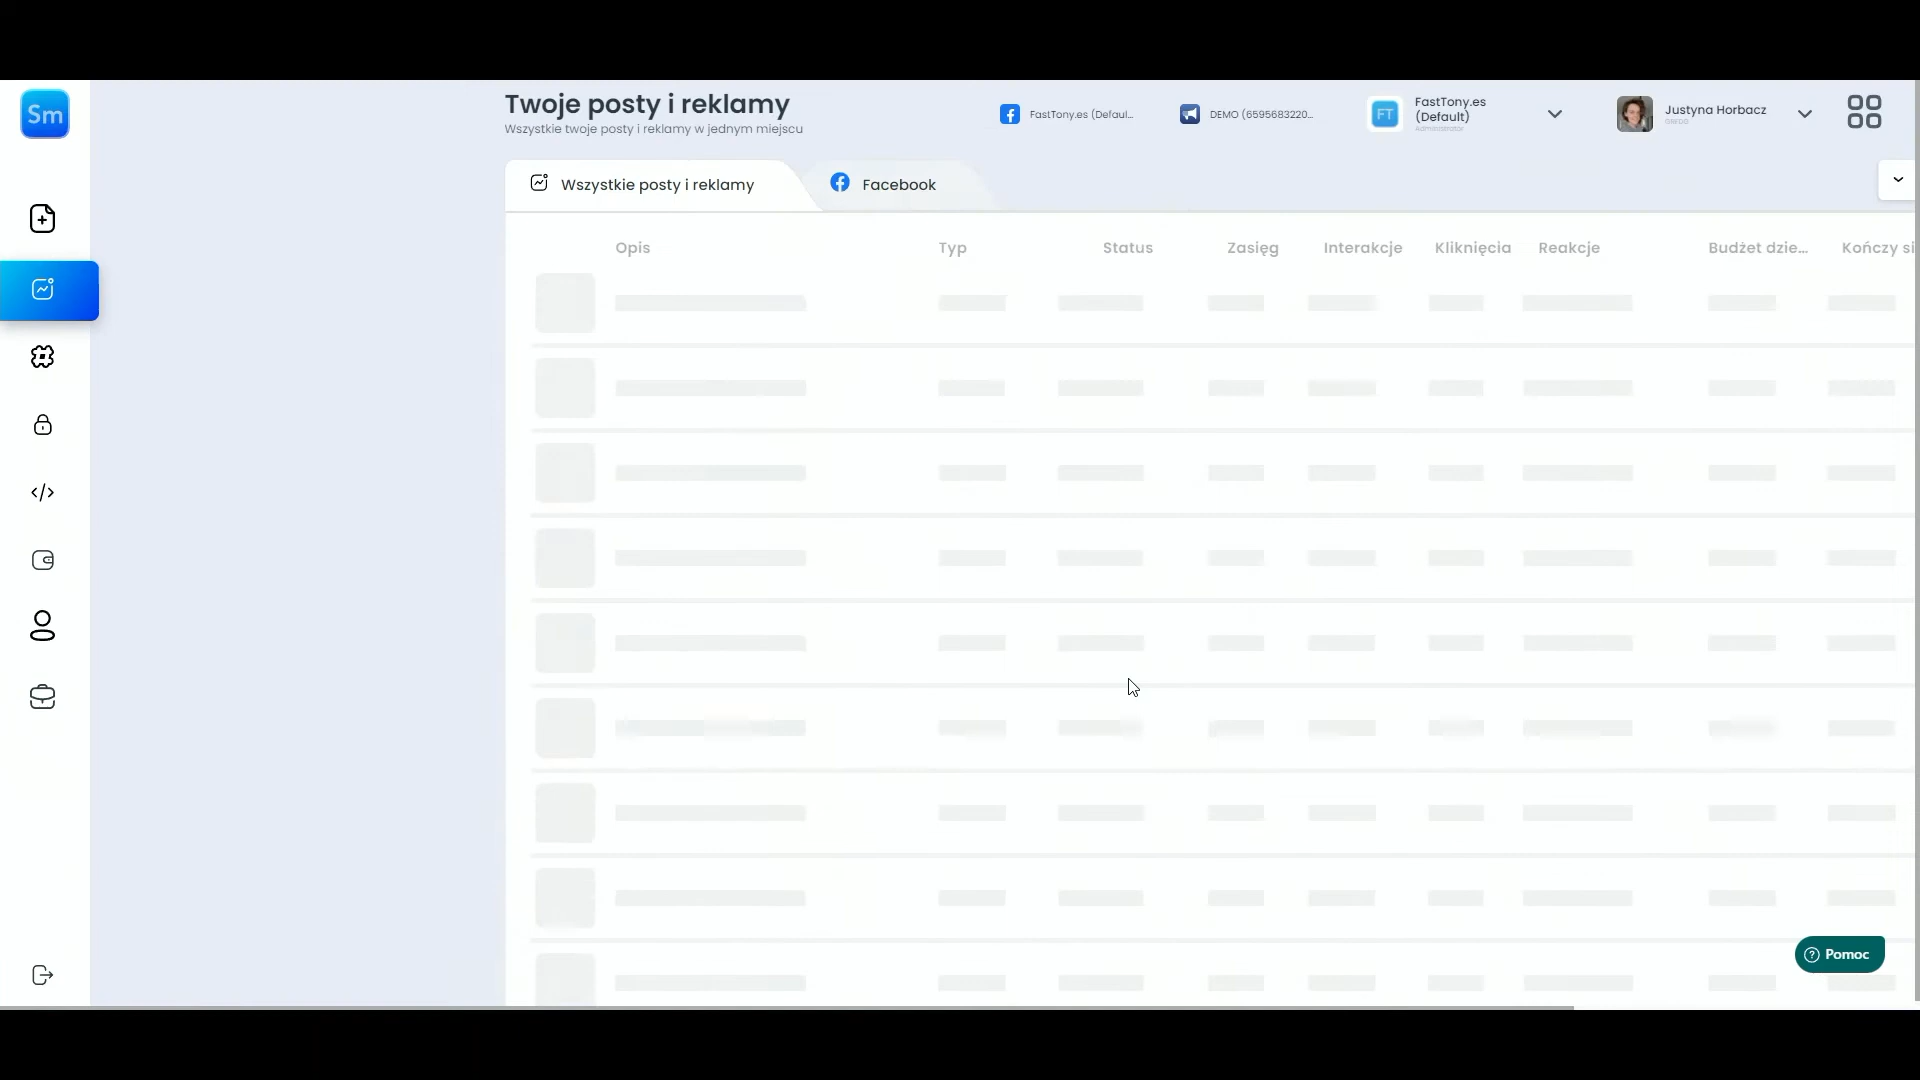 Sm
Twoje posty i reklamy
Wszystkie twoje posty i reklamy w jednym miejscu
FastTony.es (Defaul...
DEMO (6595683220...
FT
FastTony.es
(Default)
Administrator
Justyna Horbacz
Wszystkie posty i reklamy
Facebook
Opis Typ Status Zasięg Interakcje Kliknięcia Reakcje Budżet dzie... Kończy si
Pomoc